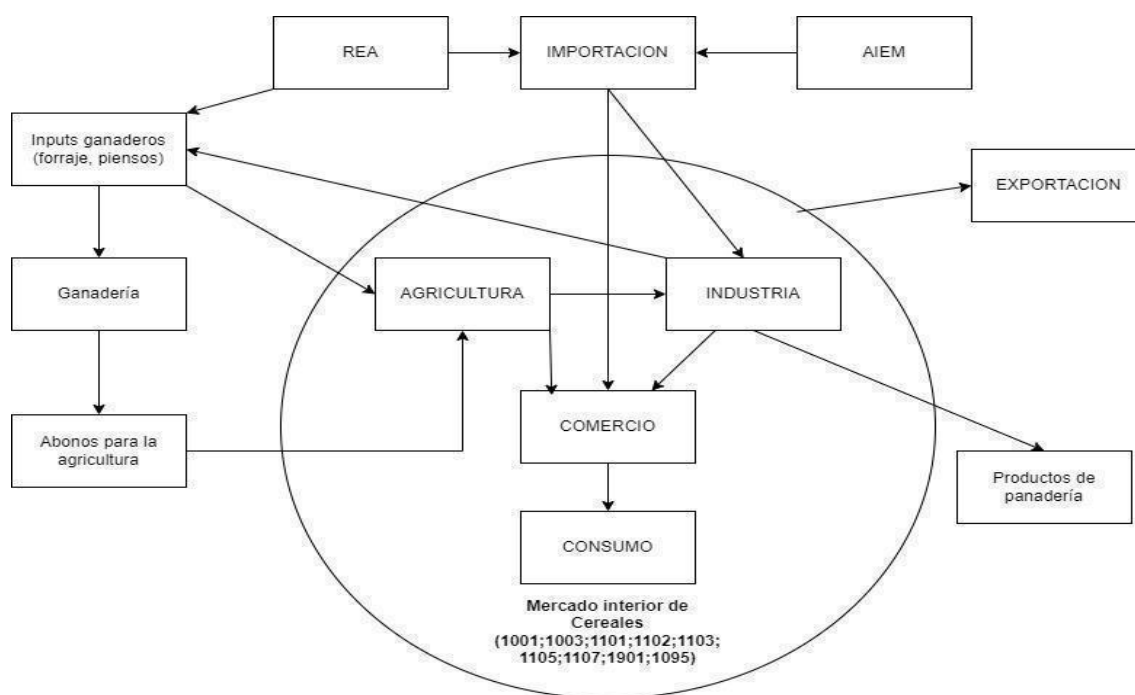 REA
IMPORTACION
AIEM
Inputs ganaderos
(forraje, piensos)
EXPORTACION
Ganadería
AGRICULTURA
INDUSTRIA
COMERCIO
Abonos para la
agricultura
Productos de
panadería
CONSUMO
Mercado interior de
Cereales
(1001;1003;1101;1102;1103;
1105;1107;1901;1095)